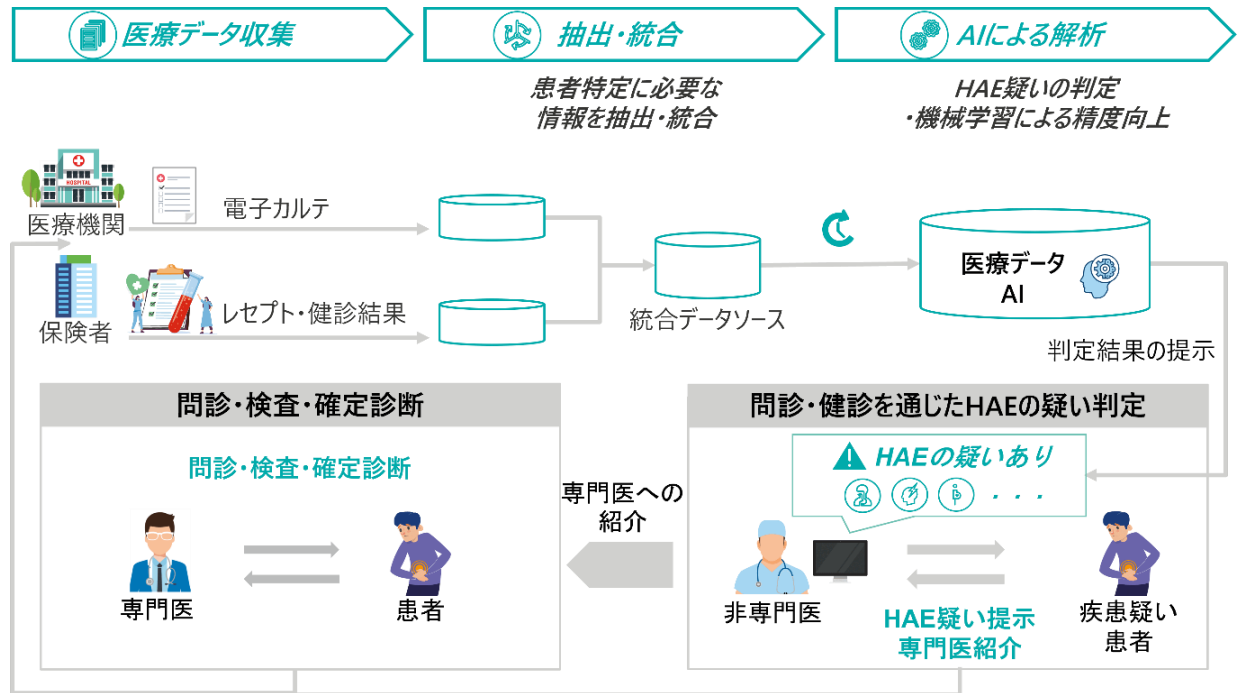 医療データ収集
抽出・統合
AIによる解析
患者特定に必要な
情報を抽出・統合
HAE疑いの判定
・機械学習による精度向上
HOSPITAL
医療機関
電子カルテ
保険者
レセプト・健診結果
統合データソース
医療データ
AI
判定結果の提示
問診・検査・確定診断
問診・検査・確定診断
専門医
患者
専門医への
紹介
問診・健診を通じたHAEの疑い判定
HAEの疑いあり
・・・
非専門医
HAE疑い提示
専門医紹介
疾患疑い
患者